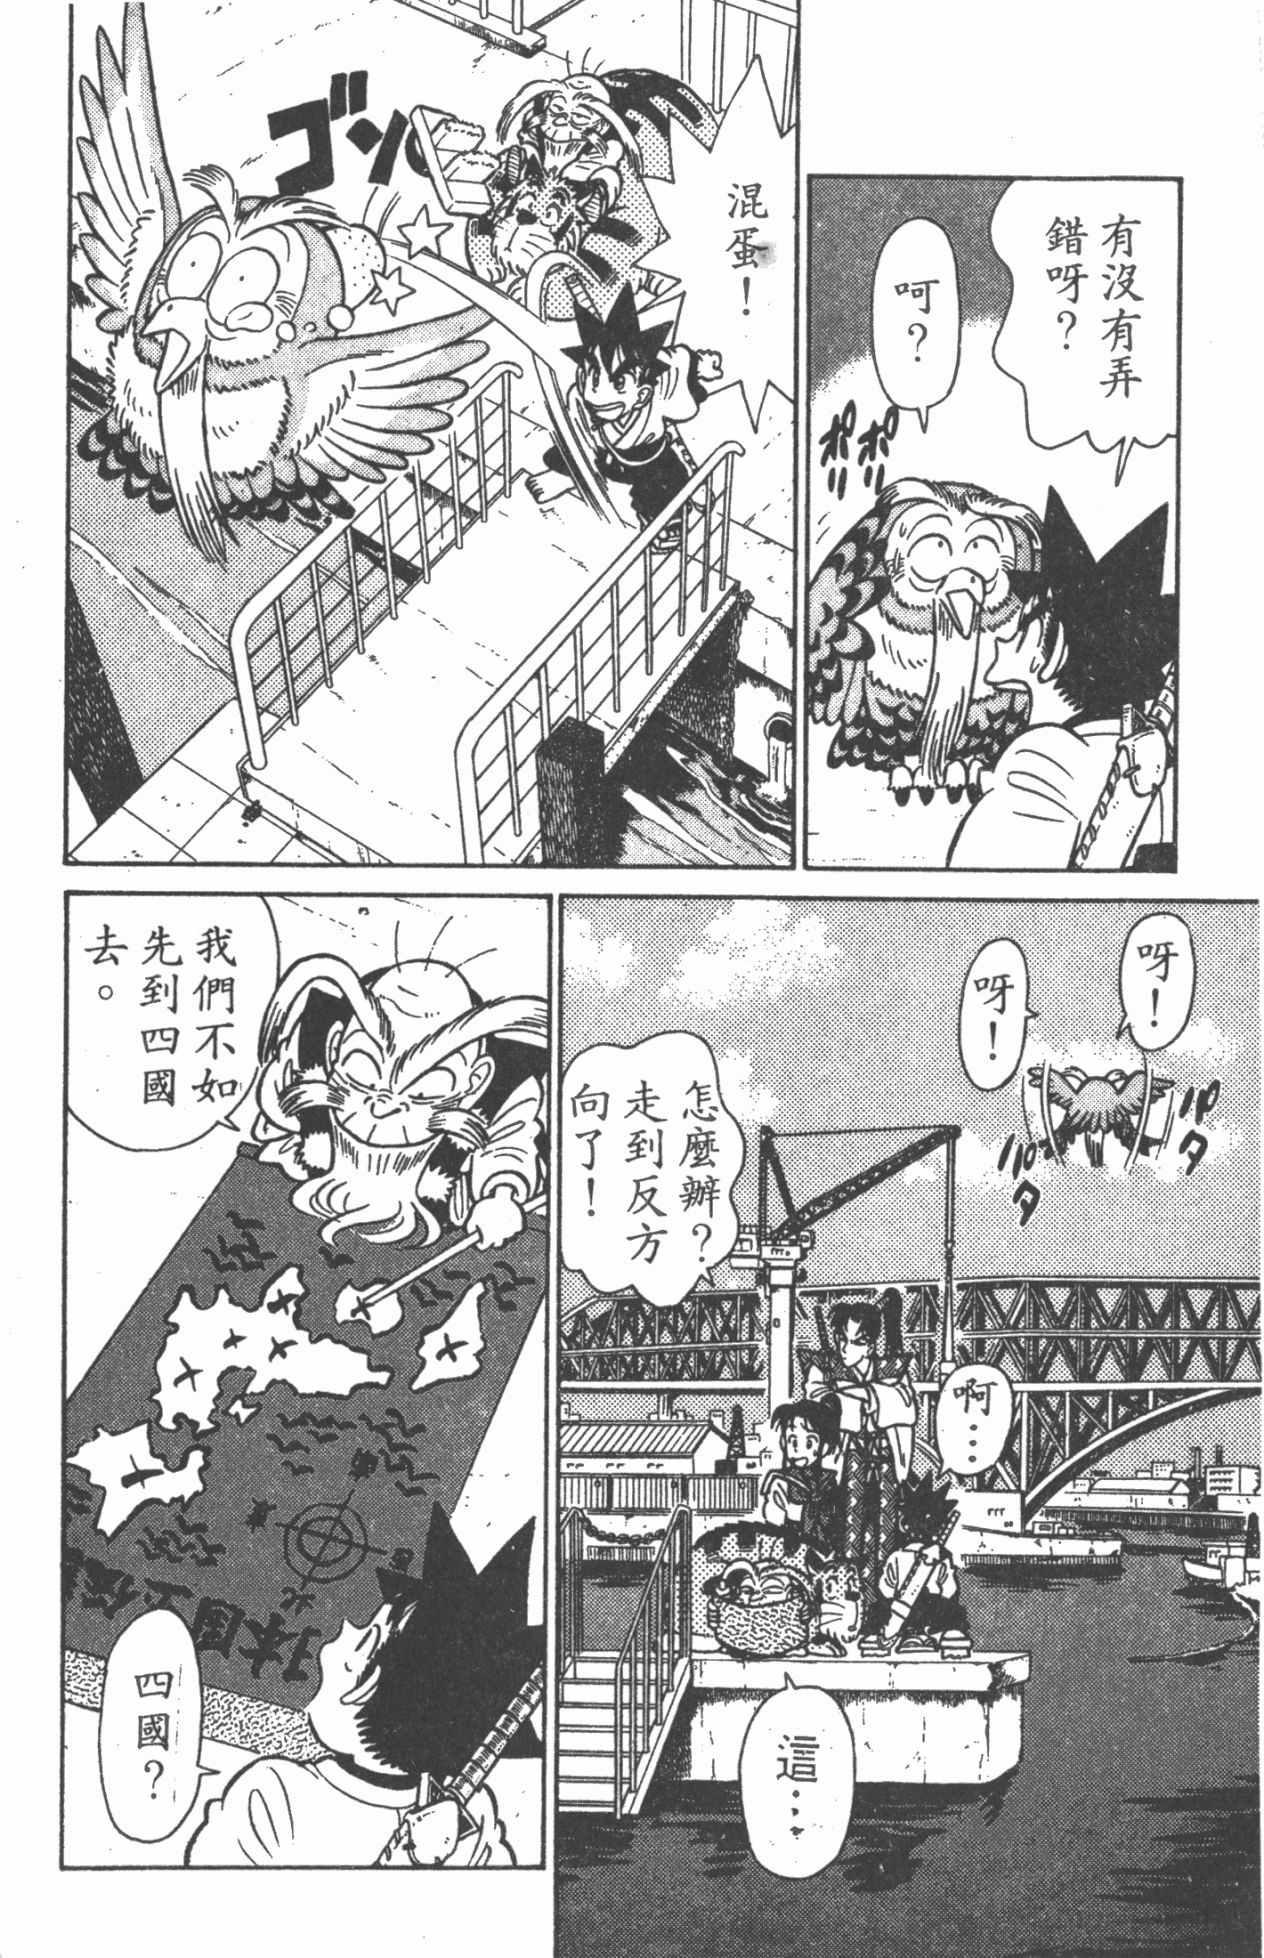 有沒有弄
錯呀？
呵？
ポリ
ポリ
混蛋！
ゴン
呀！
呀！
パタ
パタ
怎麼辦？
走到反方
向了！
啊……
這……
我們不如
先到四國
去。
四國？